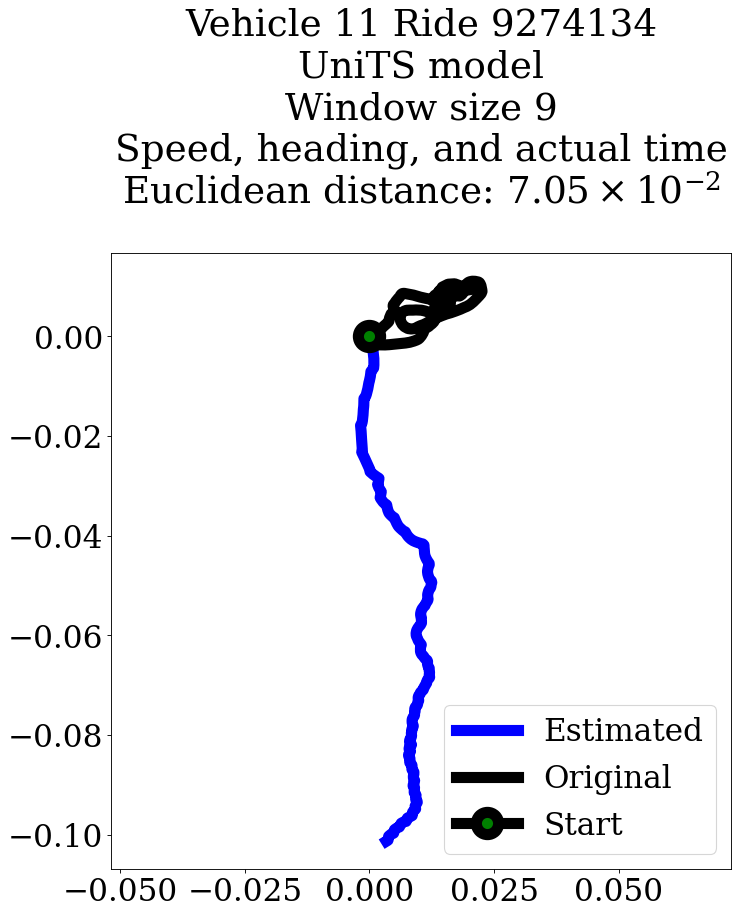 Vehicle 11 Ride 9274134
UniTS model
Window size 9
Speed, heading, and actual time
Euclidean distance: 7.05 × 10⁻²
0.00
−0.02
−0.04
−0.06
−0.08
−0.10
Estimated
Original
Start
−0.050 −0.025 0.000 0.025 0.050